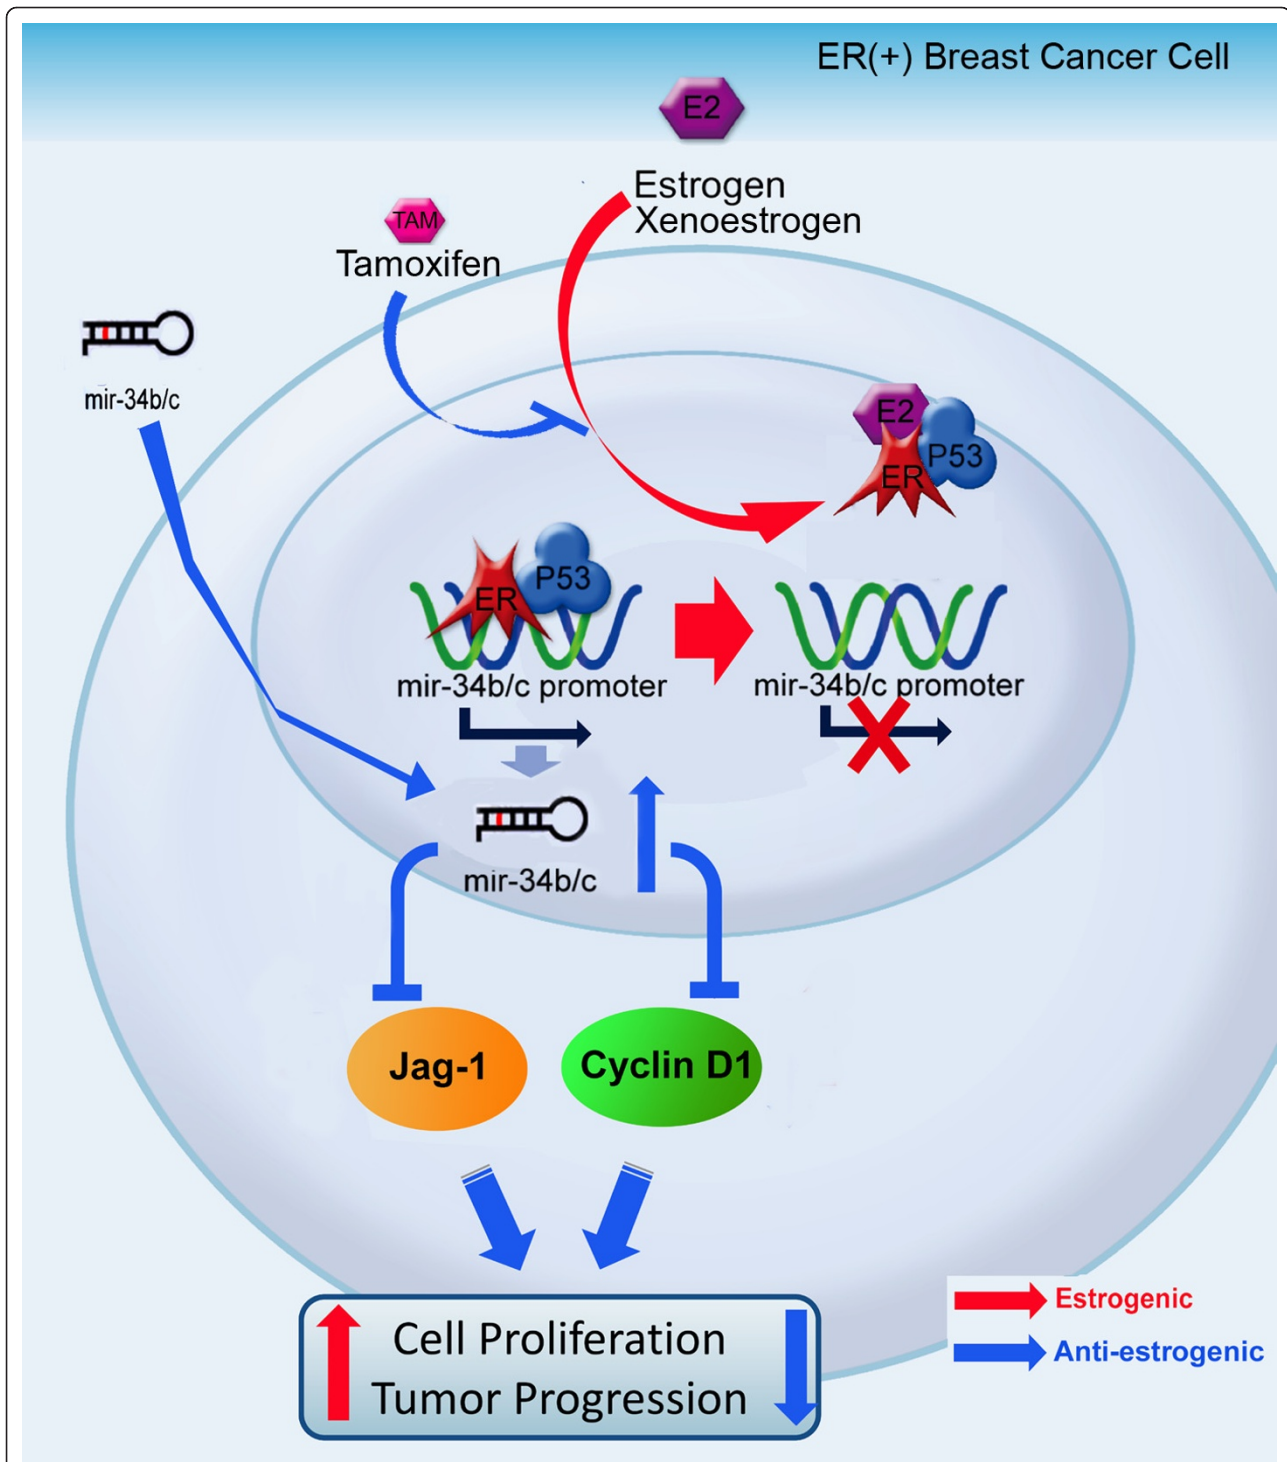 ER(+) Breast Cancer Cell
E2
Estrogen
Xenoestrogen
TAM
Tamoxifen
mir-34b/c
E2
P53
ER
P53
ER
mir-34b/c promoter
mir-34b/c promoter
mir-34b/c
Jag-1
Cyclin D1
Estrogenic
Anti-estrogenic
Cell Proliferation
Tumor Progression